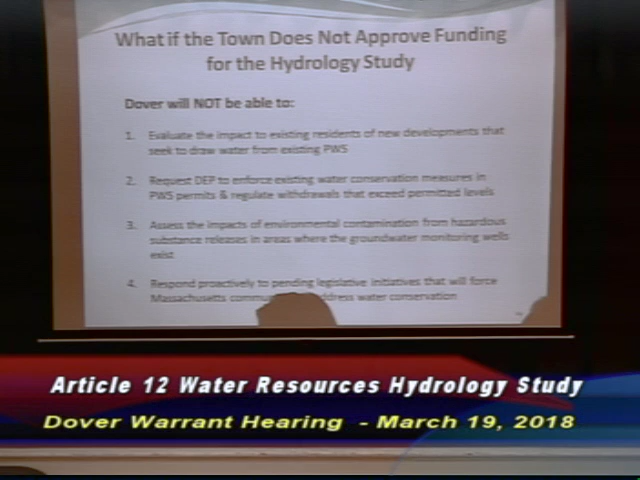 What if the Town Does Not Approve Funding
for the Hydrology Study
Dover will NOT be able to:
1. Evaluate the impact to existing residents of new developments that
seek to draw water from existing PWS
2. Request DEP to enforce existing water conservation measures in
PWS permits & regulate withdrawals that exceed permitted levels
3. Assess the impacts of environmental contamination from hazardous
substance releases in areas where the groundwater monitoring wells
exist
4. Respond proactively to pending legislative initiatives that will force
Massachusetts address water conservation
Article 12 Water Resources Hydrology Study
Dover Warrant Hearing - March 19, 2018